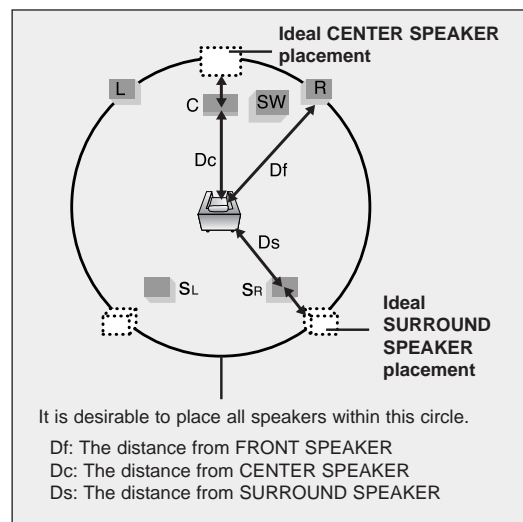 Ideal CENTER SPEAKER
placement
L
R
C
SW
Dc
Df
Ds
SL
SR
Ideal
SURROUND
SPEAKER
placement
It is desirable to place all speakers within this circle.
Df: The distance from FRONT SPEAKER
Dc: The distance from CENTER SPEAKER
Ds: The distance from SURROUND SPEAKER